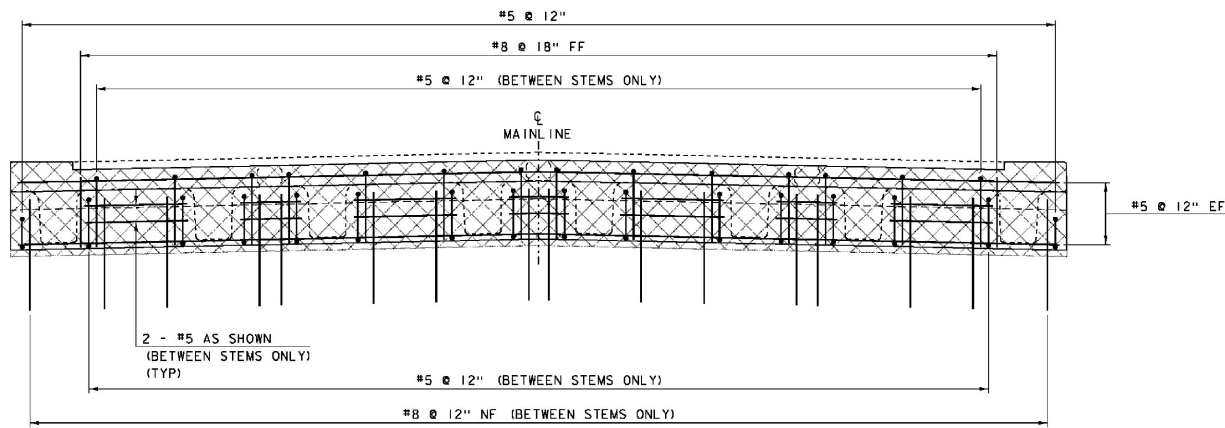 #5 @ 12"
#8 @ 18" FF
#5 @ 12" (BETWEEN STEMS ONLY)
℄
MAINLINE
#5 @ 12" EF
2 - #5 AS SHOWN
(BETWEEN STEMS ONLY)
(TYP)
#5 @ 12" (BETWEEN STEMS ONLY)
#8 @ 12" NF (BETWEEN STEMS ONLY)